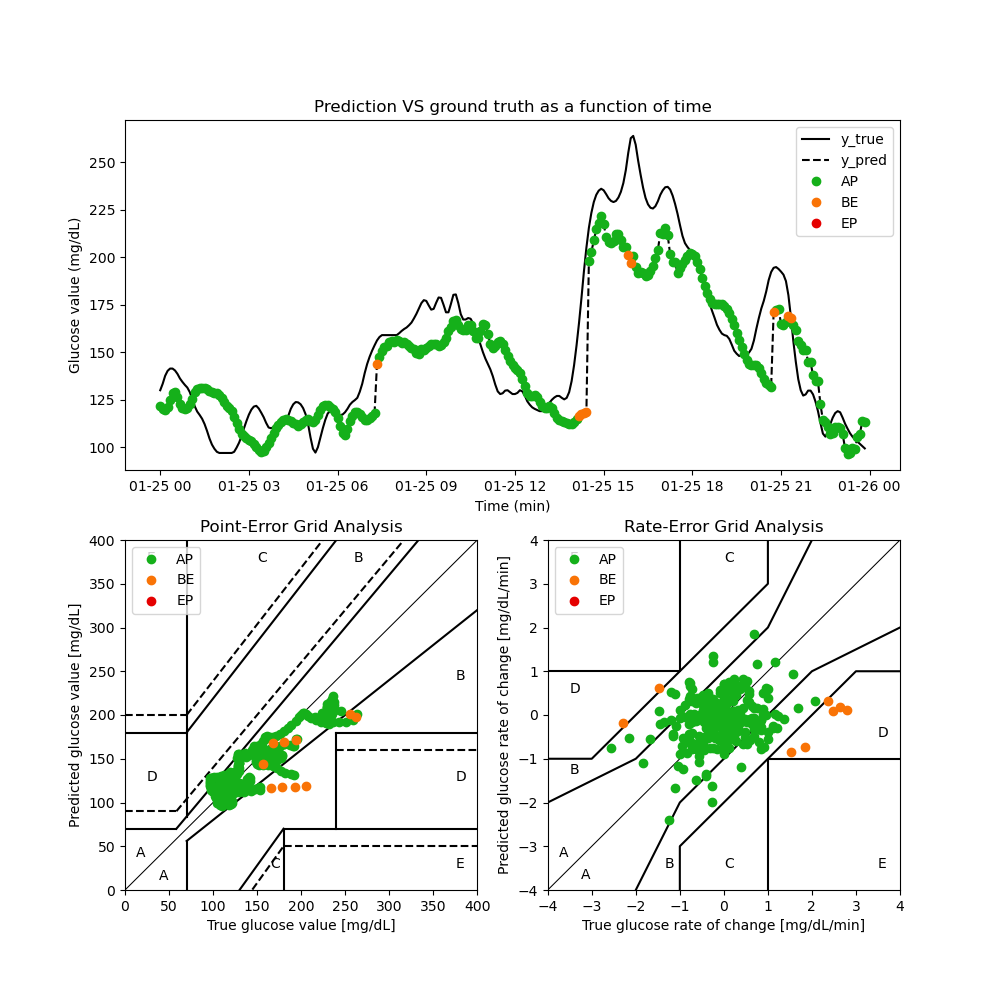 Prediction VS ground truth as a function of time
Glucose value (mg/dL)
250
225
200
175
150
125
100
y_true
y_pred
AP
BE
EP
01-25 00 01-25 03 01-25 06 01-25 09 01-25 12 01-25 15 01-25 18 01-25 21 01-26 00
Time (min)
Point-Error Grid Analysis
Predicted glucose value [mg/dL]
400
350
300
250
200
150
100
50
0
AP
BE
EP
C
B
B
D
D
A
A
C
E
0 50 100 150 200 250 300 350 400
True glucose value [mg/dL]
Rate-Error Grid Analysis
Predicted glucose rate of change [mg/dL/min]
4
3
2
1
0
−1
−2
−3
−4
AP
BE
EP
C
D
D
B
A
A
B
C
E
−4 −3 −2 −1 0 1 2 3 4
True glucose rate of change [mg/dL/min]